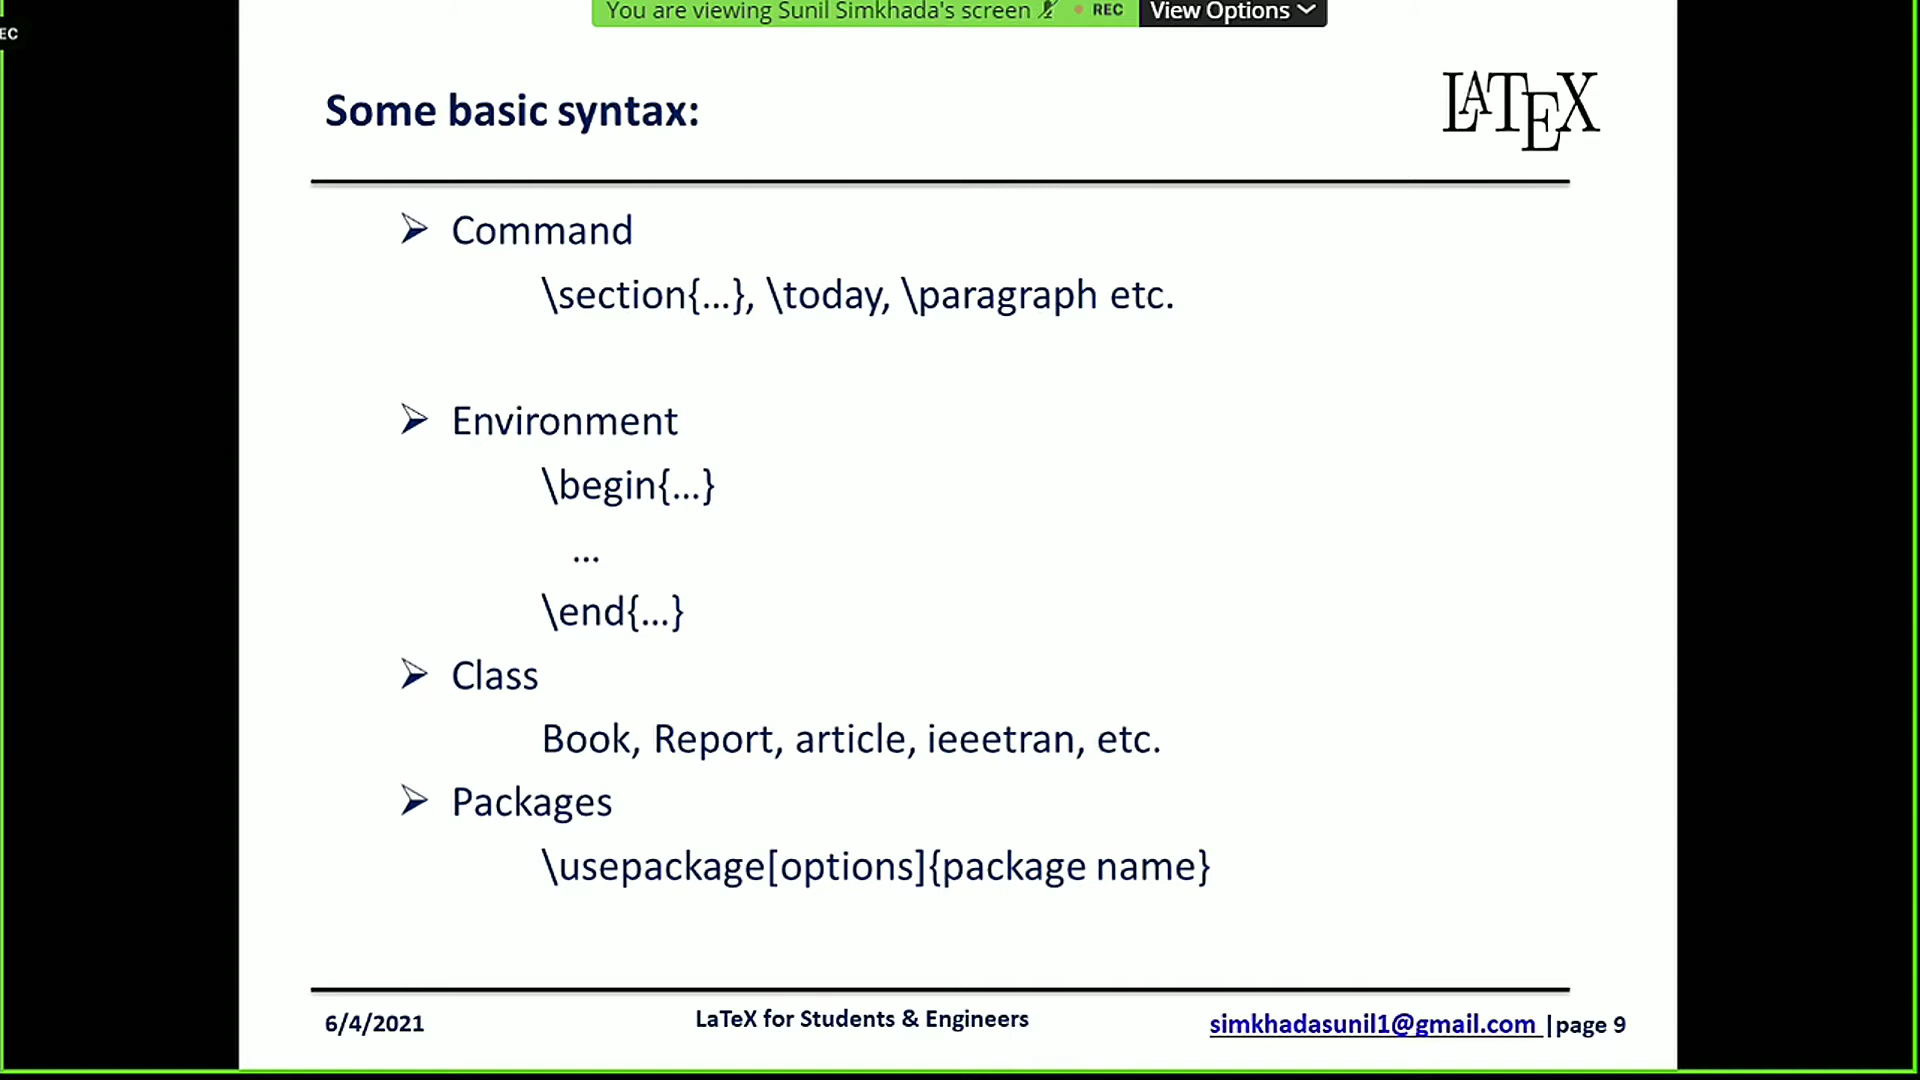 You are viewing Sunil Simkhada's screen REC View Options
EC
Some basic syntax:
LATEX
Command
\section{...}, \today, \paragraph etc.
Environment
\begin{...}
...
\end{...}
Class
Book, Report, article, ieeetran, etc.
Packages
\usepackage[options]{package name}
6/4/2021 LaTeX for Students & Engineers simkhadasunil1@gmail.com |page 9